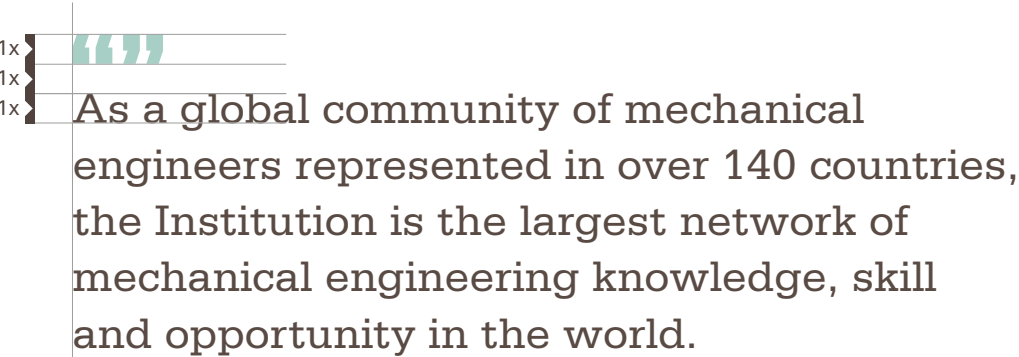 1x
““””
1x
1x
As a global community of mechanical
engineers represented in over 140 countries,
the Institution is the largest network of
mechanical engineering knowledge, skill
and opportunity in the world.